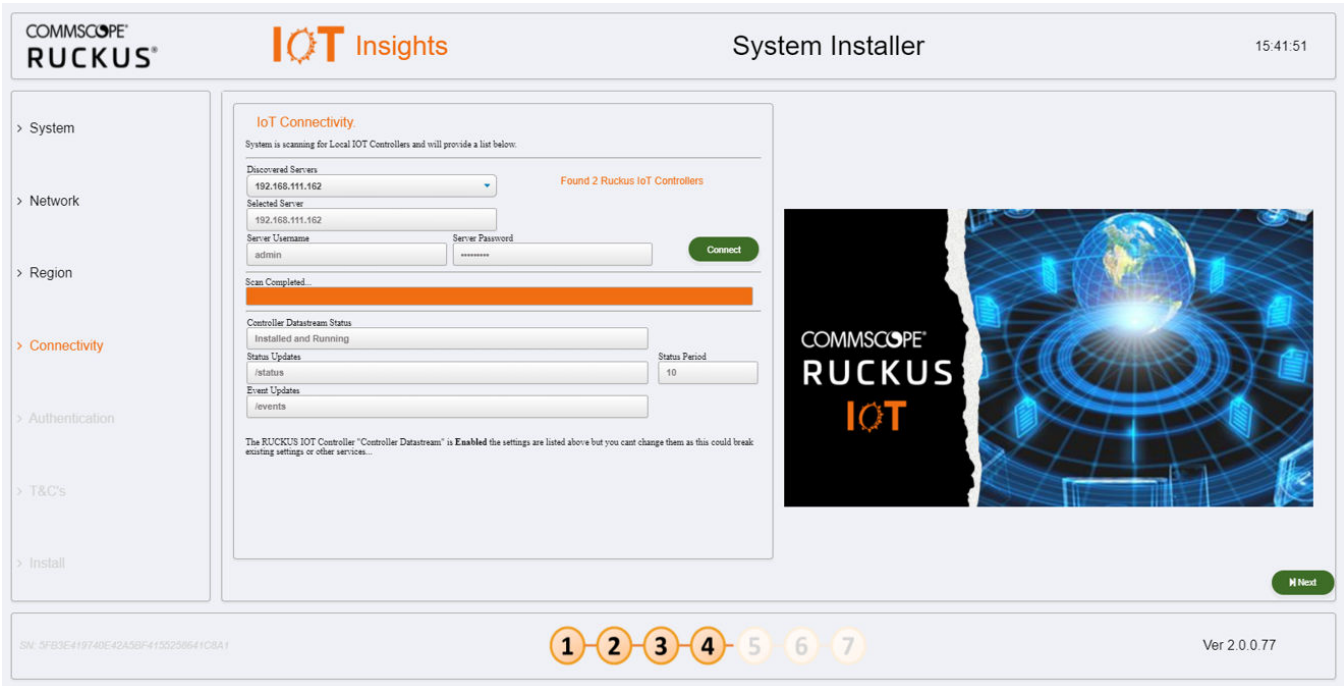 COMMSCOPE®
RUCKUS®
IOT Insights
System Installer
15:41:51
> System
> Network
> Region
> Connectivity
> Authentication
> T&C's
> Install
IoT Connectivity.
System is scanning for Local IOT Controllers and will provide a list below.
Discovered Servers
192.168.111.162
Found 2 Ruckus IoT Controllers
Selected Server
192.168.111.162
Server Username
Server Password
admin
••••••••
Connect
Scan Completed...
Controller Datastream Status
Installed and Running
Status Updates
Status Period
/status
10
Event Updates
/events
The RUCKUS IOT Controller "Controller Datastream" is Enabled the settings are listed above but you cant change them as this could break
existing settings or other services...
COMMSCOPE®
RUCKUS
IOT
Next
SN: 5FB3E419740E42A5BF4155258641C8A1
1 2 3 4 5 6 7
Ver 2.0.0.77